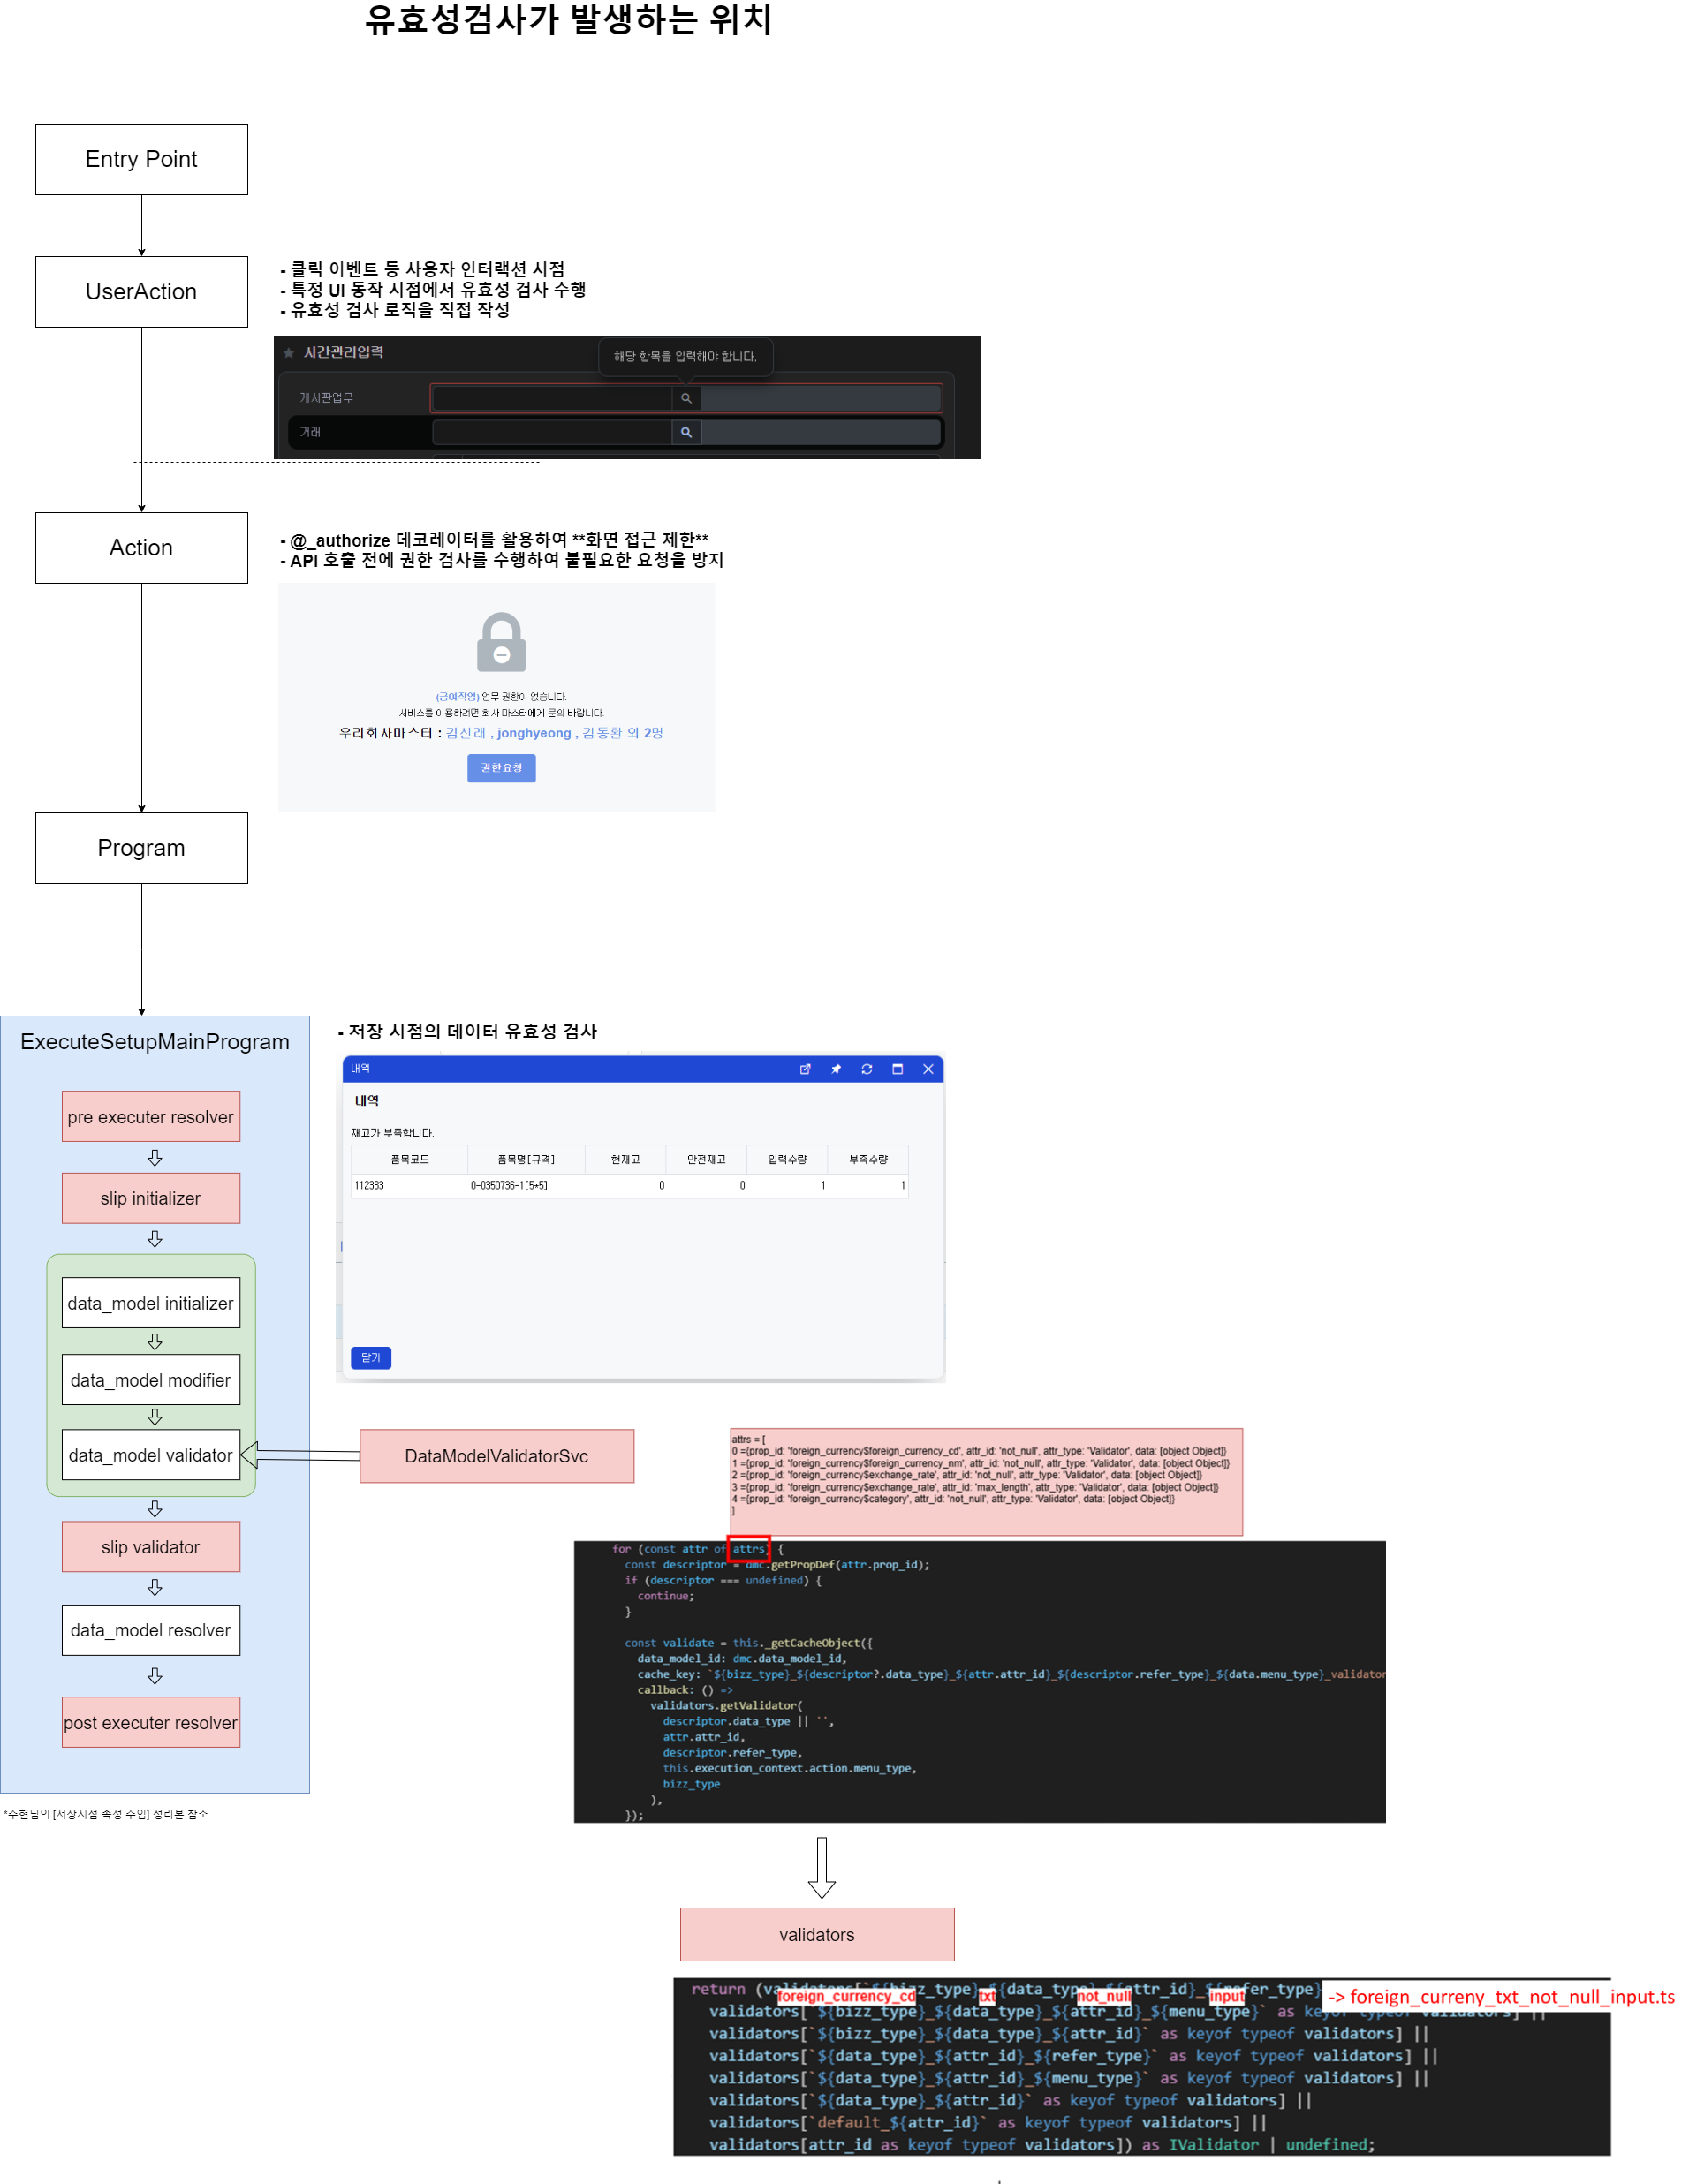 유효성검사가 발생하는 위치
Entry Point
UserAction
- 클릭 이벤트 등 사용자 인터랙션 시점
- 특정 UI 동작 시점에서 유효성 검사 수행
- 유효성 검사 로직을 직접 작성
시간관리입력
해당 항목을 입력해야 합니다.
게시판업무
거래
Action
- @_authorize 데코레이터를 활용하여 **화면 접근 제한**
- API 호출 전에 권한 검사를 수행하여 불필요한 요청을 방지
(급여작업) 업무 권한이 없습니다.
서비스를 이용하려면 회사 마스터에게 문의 바랍니다.
우리회사마스터 : 김신래 , jonghyeong , 김동환 외 2명
권한요청
Program
ExecuteSetupMainProgram
pre executer resolver
slip initializer
data_model initializer
data_model modifier
data_model validator
slip validator
data_model resolver
post executer resolver
*주현님의 [저장시점 속성 주입] 정리본 참조
- 저장 시점의 데이터 유효성 검사
내역
내역
재고가 부족합니다.
품목코드 품목명[규격] 현재고 안전재고 입력수량 부족수량
112333 0-0350736-1[5*5] 0 0 1 1
닫기
DataModelValidatorSvc
attrs = [
0 ={prop_id: 'foreign_currency$foreign_currency_cd', attr_id: 'not_null', attr_type: 'Validator', data: [object Object]}
1 ={prop_id: 'foreign_currency$foreign_currency_nm', attr_id: 'not_null', attr_type: 'Validator', data: [object Object]}
2 ={prop_id: 'foreign_currency$exchange_rate', attr_id: 'not_null', attr_type: 'Validator', data: [object Object]}
3 ={prop_id: 'foreign_currency$exchange_rate', attr_id: 'max_length', attr_type: 'Validator', data: [object Object]}
4 ={prop_id: 'foreign_currency$category', attr_id: 'not_null', attr_type: 'Validator', data: [object Object]}
]
for (const attr of attrs) {
const descriptor = dmc.getPropDef(attr.prop_id);
if (descriptor === undefined) {
continue;
}
const validate = this._getCacheObject({
data_model_id: dmc.data_model_id,
cache_key: `${bizz_type}_${descriptor?.data_type}_${attr.attr_id}_${descriptor.refer_type}_${data.menu_type}_validator
callback: () =>
validators.getValidator(
descriptor.data_type || '',
attr.attr_id,
descriptor.refer_type,
this.execution_context.action.menu_type,
bizz_type
),
});
validators
return (validators[`${bizz_type}_${data_type}_${attr_id}_${refer_type}
foreign_currency_cd txt not_null input -> foreign_curreny_txt_not_null_input.ts
validators[`${bizz_type}_${data_type}_${attr_id}_${menu_type}` as keyof typeof validators] ||
validators[`${bizz_type}_${data_type}_${attr_id}` as keyof typeof validators] ||
validators[`${data_type}_${attr_id}_${refer_type}` as keyof typeof validators] ||
validators[`${data_type}_${attr_id}_${menu_type}` as keyof typeof validators] ||
validators[`${data_type}_${attr_id}` as keyof typeof validators] ||
validators[`default_${attr_id}` as keyof typeof validators] ||
validators[attr_id as keyof typeof validators]) as IValidator | undefined;